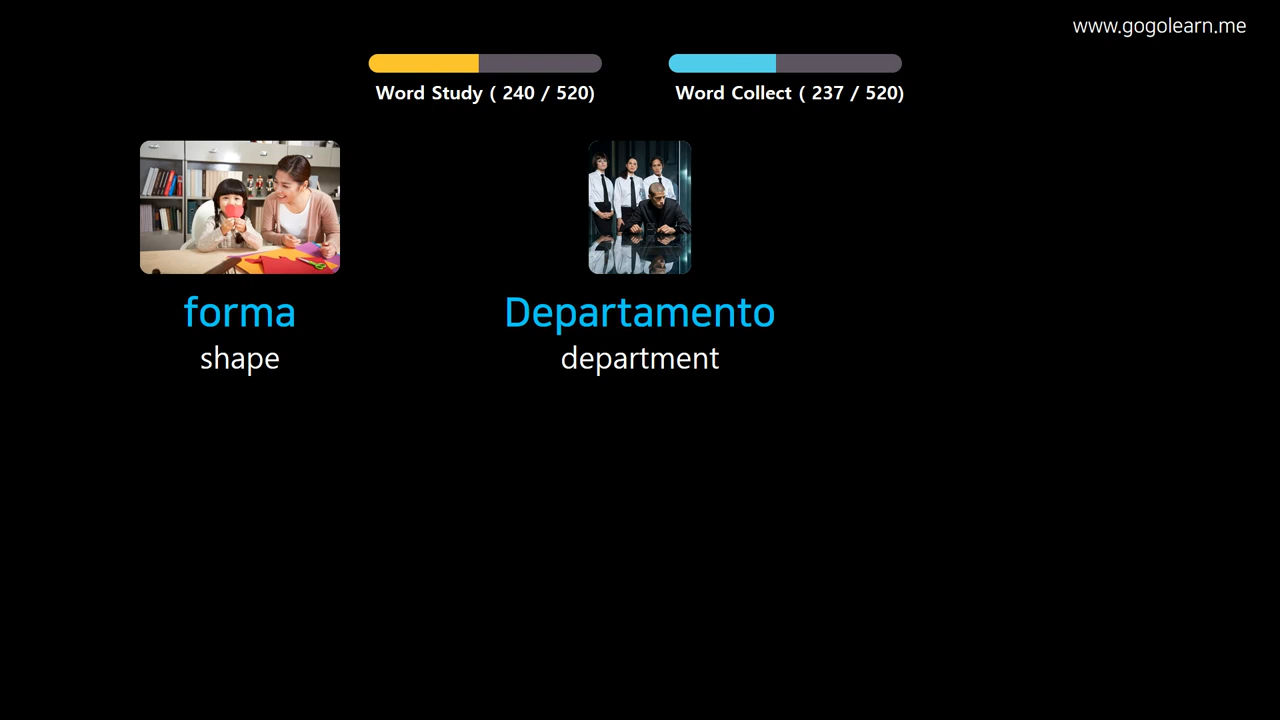 www.gogolearn.me
Word Study ( 240 / 520)
Word Collect ( 237 / 520)
forma
shape
Departamento
department